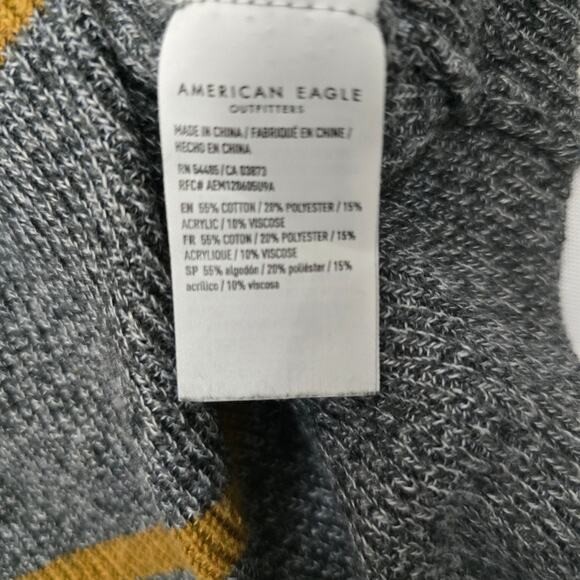 AMERICAN EAGLE
OUTFITTERS
MADE IN CHINA / FABRIQUÉ EN CHINE /
HECHO EN CHINA
RN 54485 / CA 03873
RFC# AEM120605U9A
EN 55% COTTON / 20% POLYESTER / 15%
ACRYLIC / 10% VISCOSE
FR 55% COTON / 20% POLYESTER / 15%
ACRYLIQUE / 10% VISCOSE
SP 55% algodón / 20% poliéster / 15%
acrílico / 10% viscosa